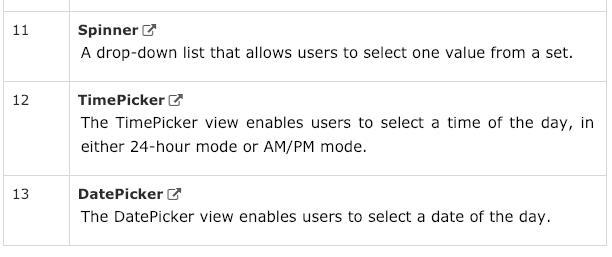 11
Spinner
A drop-down list that allows users to select one value from a set.
12
TimePicker
The TimePicker view enables users to select a time of the day, in
either 24-hour mode or AM/PM mode.
13
DatePicker
The DatePicker view enables users to select a date of the day.